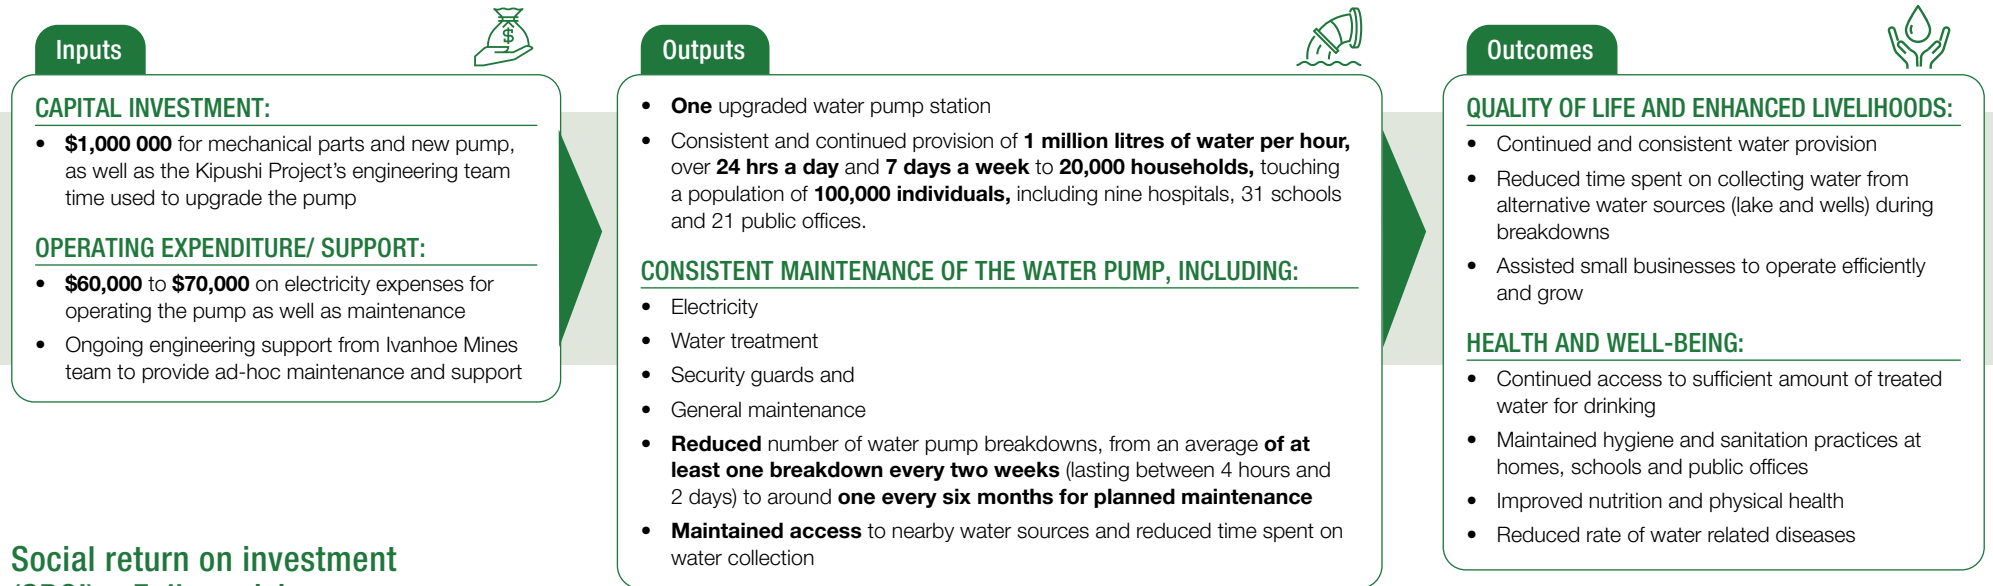 Inputs
CAPITAL INVESTMENT:
• $1,000 000 for mechanical parts and new pump,
as well as the Kipushi Project’s engineering team
time used to upgrade the pump
OPERATING EXPENDITURE/ SUPPORT:
• $60,000 to $70,000 on electricity expenses for
operating the pump as well as maintenance
• Ongoing engineering support from Ivanhoe Mines
team to provide ad-hoc maintenance and support
Outputs
• One upgraded water pump station
• Consistent and continued provision of 1 million litres of water per hour,
over 24 hrs a day and 7 days a week to 20,000 households, touching
a population of 100,000 individuals, including nine hospitals, 31 schools
and 21 public offices.
CONSISTENT MAINTENANCE OF THE WATER PUMP, INCLUDING:
• Electricity
• Water treatment
• Security guards and
• General maintenance
• Reduced number of water pump breakdowns, from an average of at
least one breakdown every two weeks (lasting between 4 hours and
2 days) to around one every six months for planned maintenance
• Maintained access to nearby water sources and reduced time spent on
water collection
Outcomes
QUALITY OF LIFE AND ENHANCED LIVELIHOODS:
• Continued and consistent water provision
• Reduced time spent on collecting water from
alternative water sources (lake and wells) during
breakdowns
• Assisted small businesses to operate efficiently
and grow
HEALTH AND WELL-BEING:
• Continued access to sufficient amount of treated
water for drinking
• Maintained hygiene and sanitation practices at
homes, schools and public offices
• Improved nutrition and physical health
• Reduced rate of water related diseases
Social return on investment